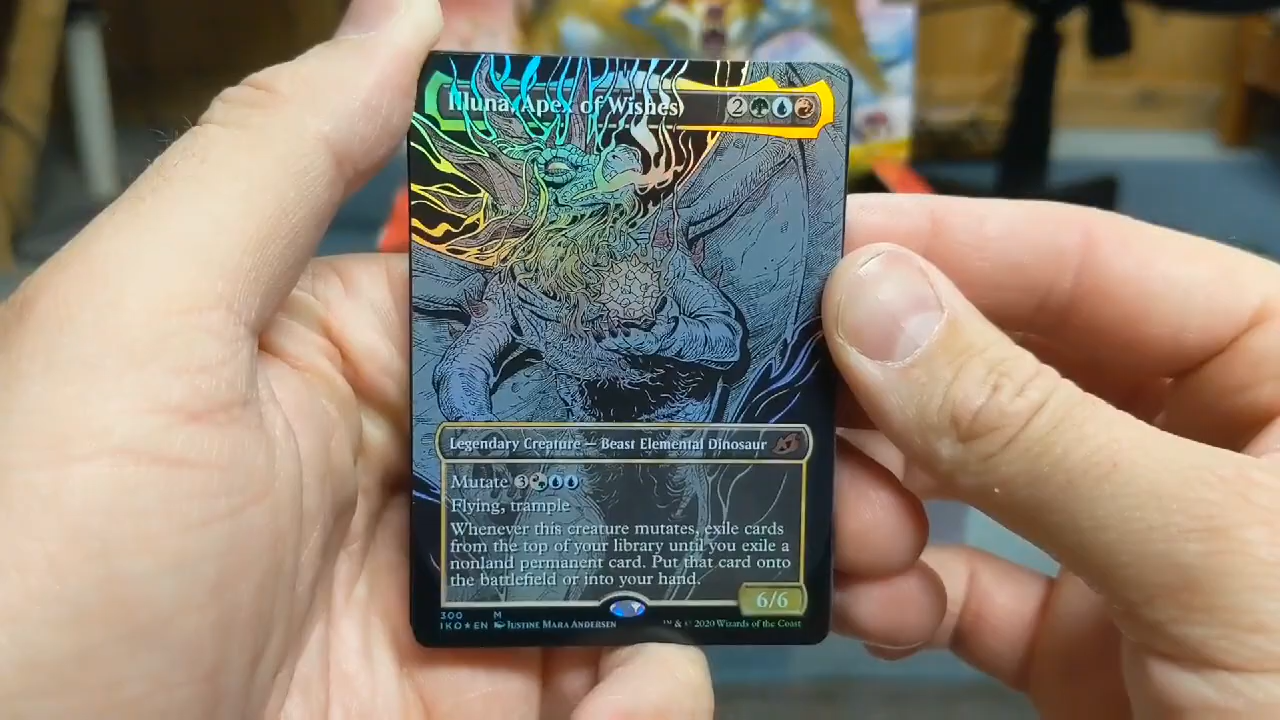 Illuna, Apex of Wishes 2
Legendary Creature — Beast Elemental Dinosaur
Mutate 3
Flying, trample
Whenever this creature mutates, exile cards
from the top of your library until you exile a
nonland permanent card. Put that card onto
the battlefield or into your hand.
6/6
300 M
IKO★EN Justine Mara Andersen
™ & © 2020 Wizards of the Coast